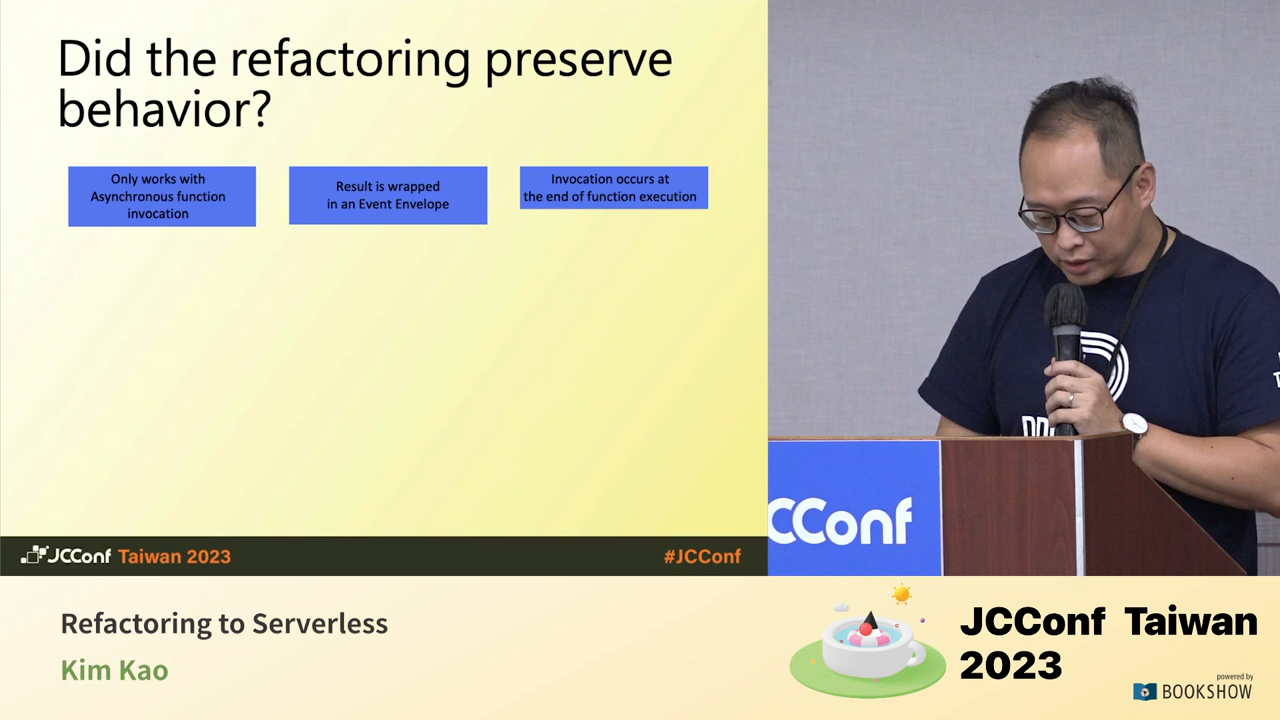 Did the refactoring preserve
behavior?
Only works with
Asynchronous function
invocation
Result is wrapped
in an Event Envelope
Invocation occurs at
the end of function execution
JCConf Taiwan 2023
#JCConf
CConf
Refactoring to Serverless
Kim Kao
JCConf Taiwan
2023
powered by
BOOKSHOW